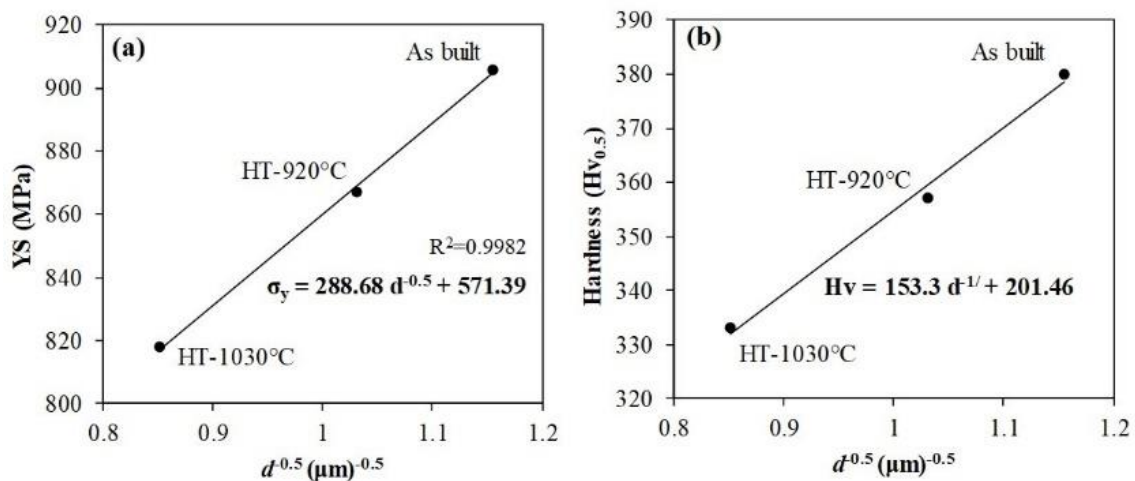 (a)
As built
HT-920°C
R²=0.9982
σy = 288.68 d-0.5 + 571.39
HT-1030°C
YS (MPa)
920
900
880
860
840
820
800
0.8
0.9
1
1.1
1.2
d-0.5 (µm)-0.5
(b)
As built
HT-920°C
Hv = 153.3 d-1/ + 201.46
HT-1030°C
Hardness (Hv0.5)
390
380
370
360
350
340
330
320
0.8
0.9
1
1.1
1.2
d-0.5 (µm)-0.5